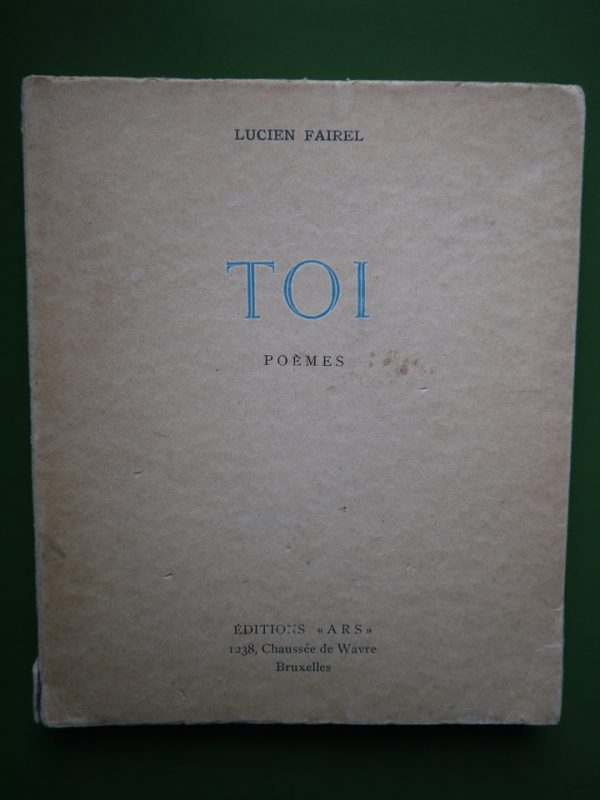 LUCIEN FAIREL
TOI
POÈMES
ÉDITIONS «ARS»
1238, Chaussée de Wavre
Bruxelles